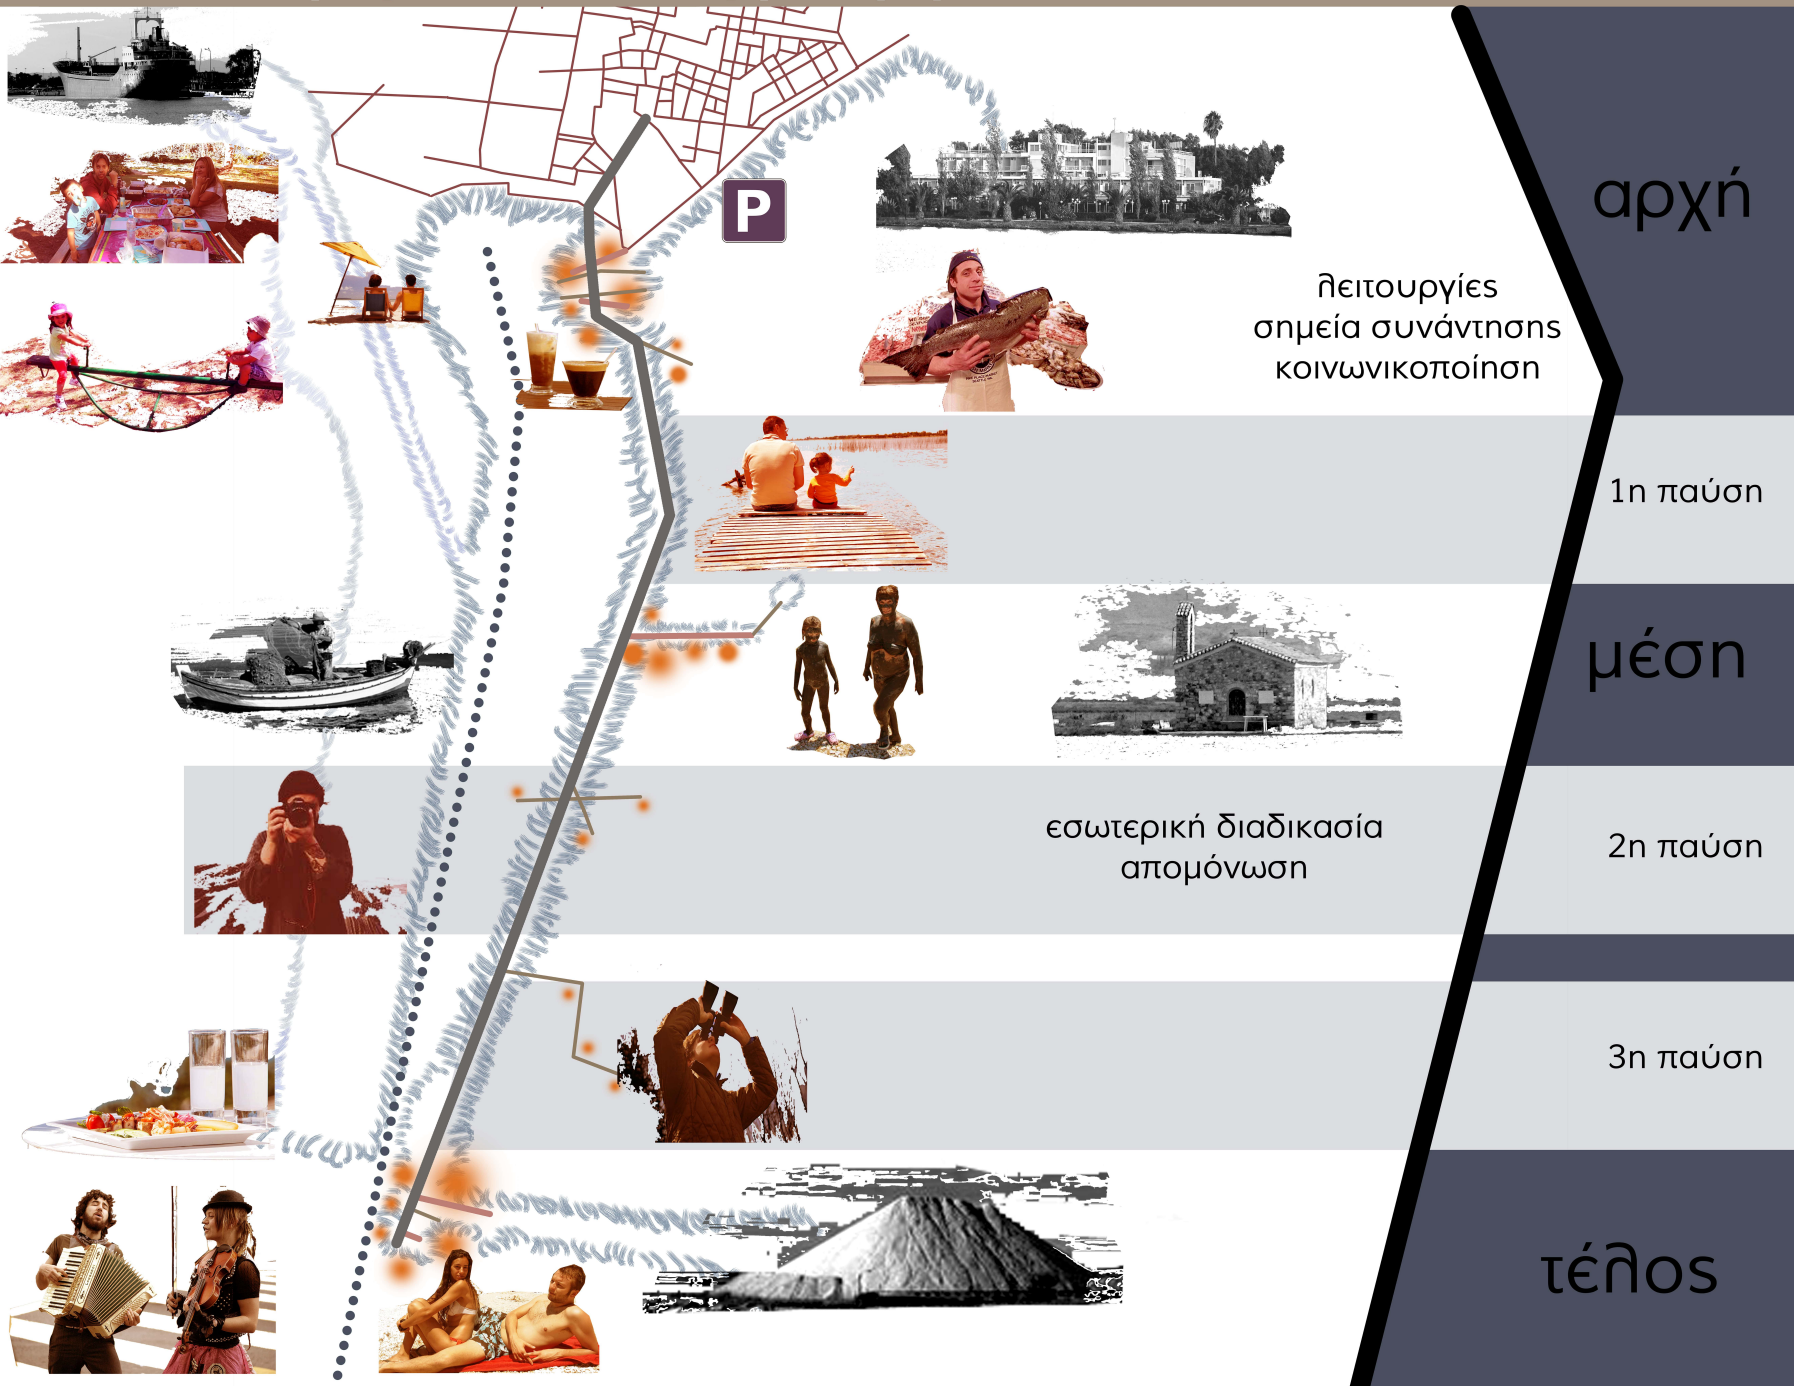 P
αρχή
λειτουργίες
σημεία συνάντησης
κοινωνικοποίηση
1η παύση
μέση
εσωτερική διαδικασία
απομόνωση
2η παύση
3η παύση
τέλος